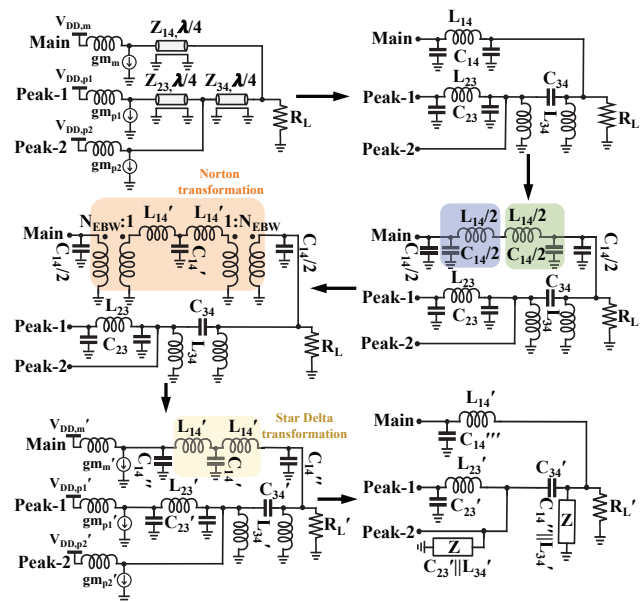 V_DD,m
Main
gm_m
Z_14,λ/4
V_DD,p1
Peak-1
gm_p1
Z_23,λ/4
Z_34,λ/4
V_DD,p2
Peak-2
gm_p2
R_L
L_14
Main
C_14
L_23
C_34
Peak-1
C_23
L_34
R_L
Peak-2
Norton
transformation
N_EBW:1
L_14′
L_14′
1:N_EBW
Main
C_14/2
C_14′
C_14/2
L_23
C_34
Peak-1
C_23
L_34
R_L
Peak-2
L_14/2
L_14/2
Main
C_14/2
C_14/2
C_14/2
C_14/2
L_23
C_34
Peak-1
C_23
L_34
R_L
Peak-2
V_DD,m′
Main
gm_m′
L_14′
L_14′
Star Delta
transformation
C_14′′
C_14′
C_14′′
V_DD,p1′
Peak-1
gm_p1′
L_23′
C_23′
C_34′
L_34′
R_L′
V_DD,p2′
Peak-2
gm_p2′
L_14′
Main
C_14′′′
L_23′
C_34′
Peak-1
C_23′
Peak-2
Z
C_23′||L_34′
Z
C_14′′||L_34′
R_L′